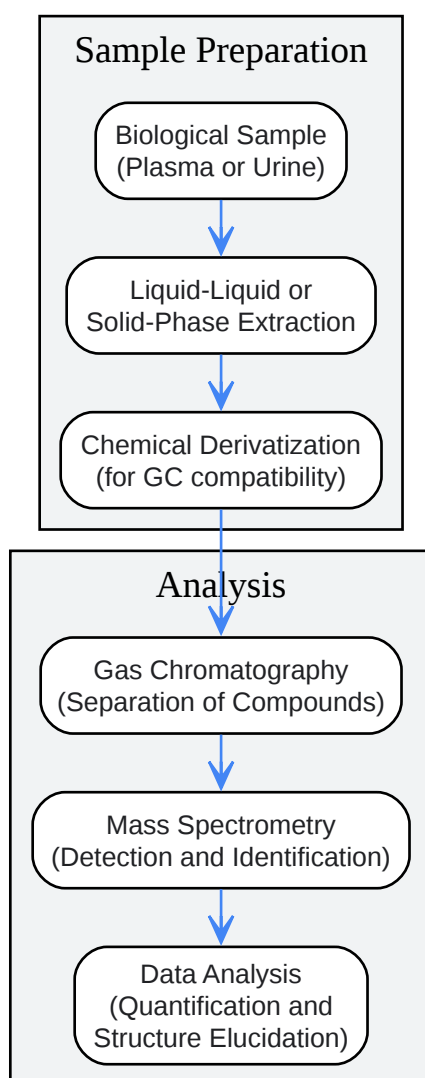 Sample Preparation
Biological Sample
(Plasma or Urine)
Liquid-Liquid or
Solid-Phase Extraction
Chemical Derivatization
(for GC compatibility)
Analysis
Gas Chromatography
(Separation of Compounds)
Mass Spectrometry
(Detection and Identification)
Data Analysis
(Quantification and
Structure Elucidation)